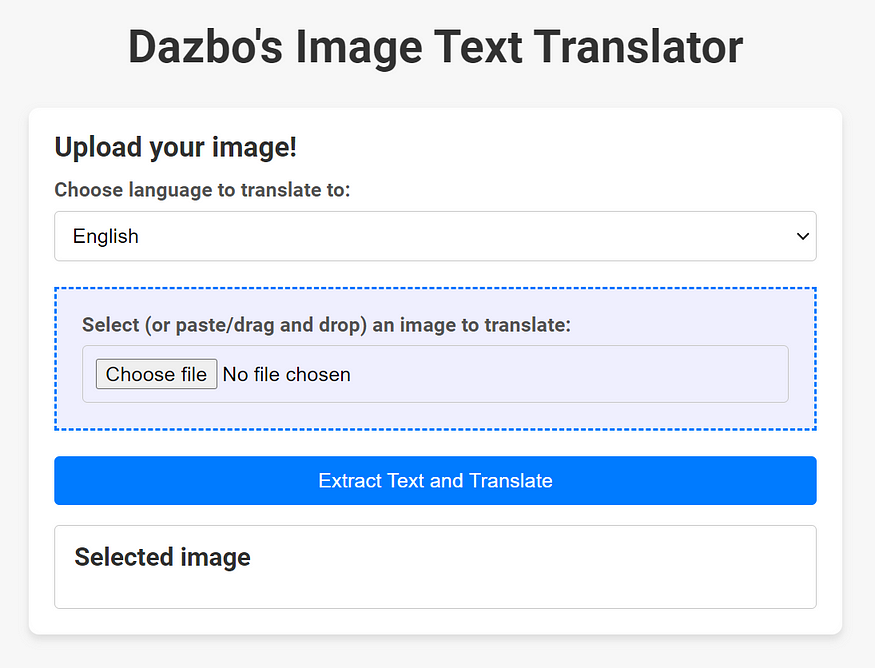 Dazbo's Image Text Translator
Upload your image!
Choose language to translate to:
English
Select (or paste/drag and drop) an image to translate:
Choose file No file chosen
Extract Text and Translate
Selected image